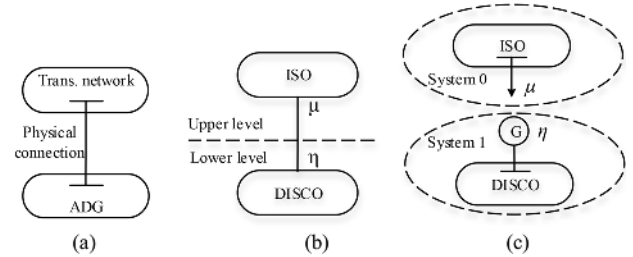 Trans. network
Physical
connection
ADG
(a)
ISO
μ
Upper level
Lower level
η
DISCO
(b)
ISO
System 0
μ
System 1
G
η
DISCO
(c)